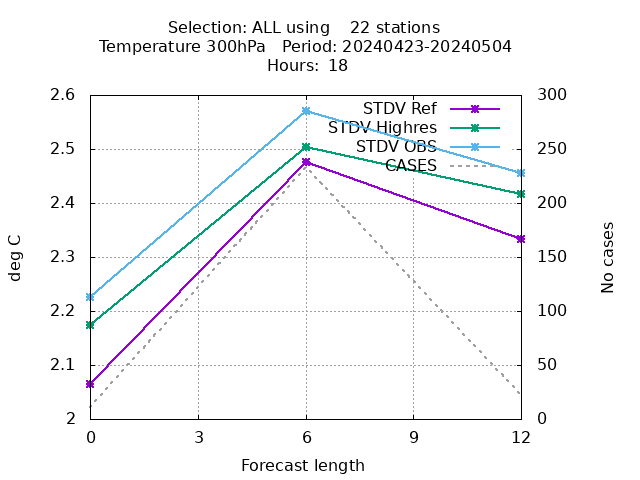 Selection: ALL using    22 stations
Temperature 300hPa   Period: 20240423-20240504
Hours: 18
2.6
2.5
2.4
2.3
2.2
2.1
2
deg C
STDV Ref
STDV Highres
STDV OBS
CASES
300
250
200
150
100
50
0
No cases
0 3 6 9 12
Forecast length